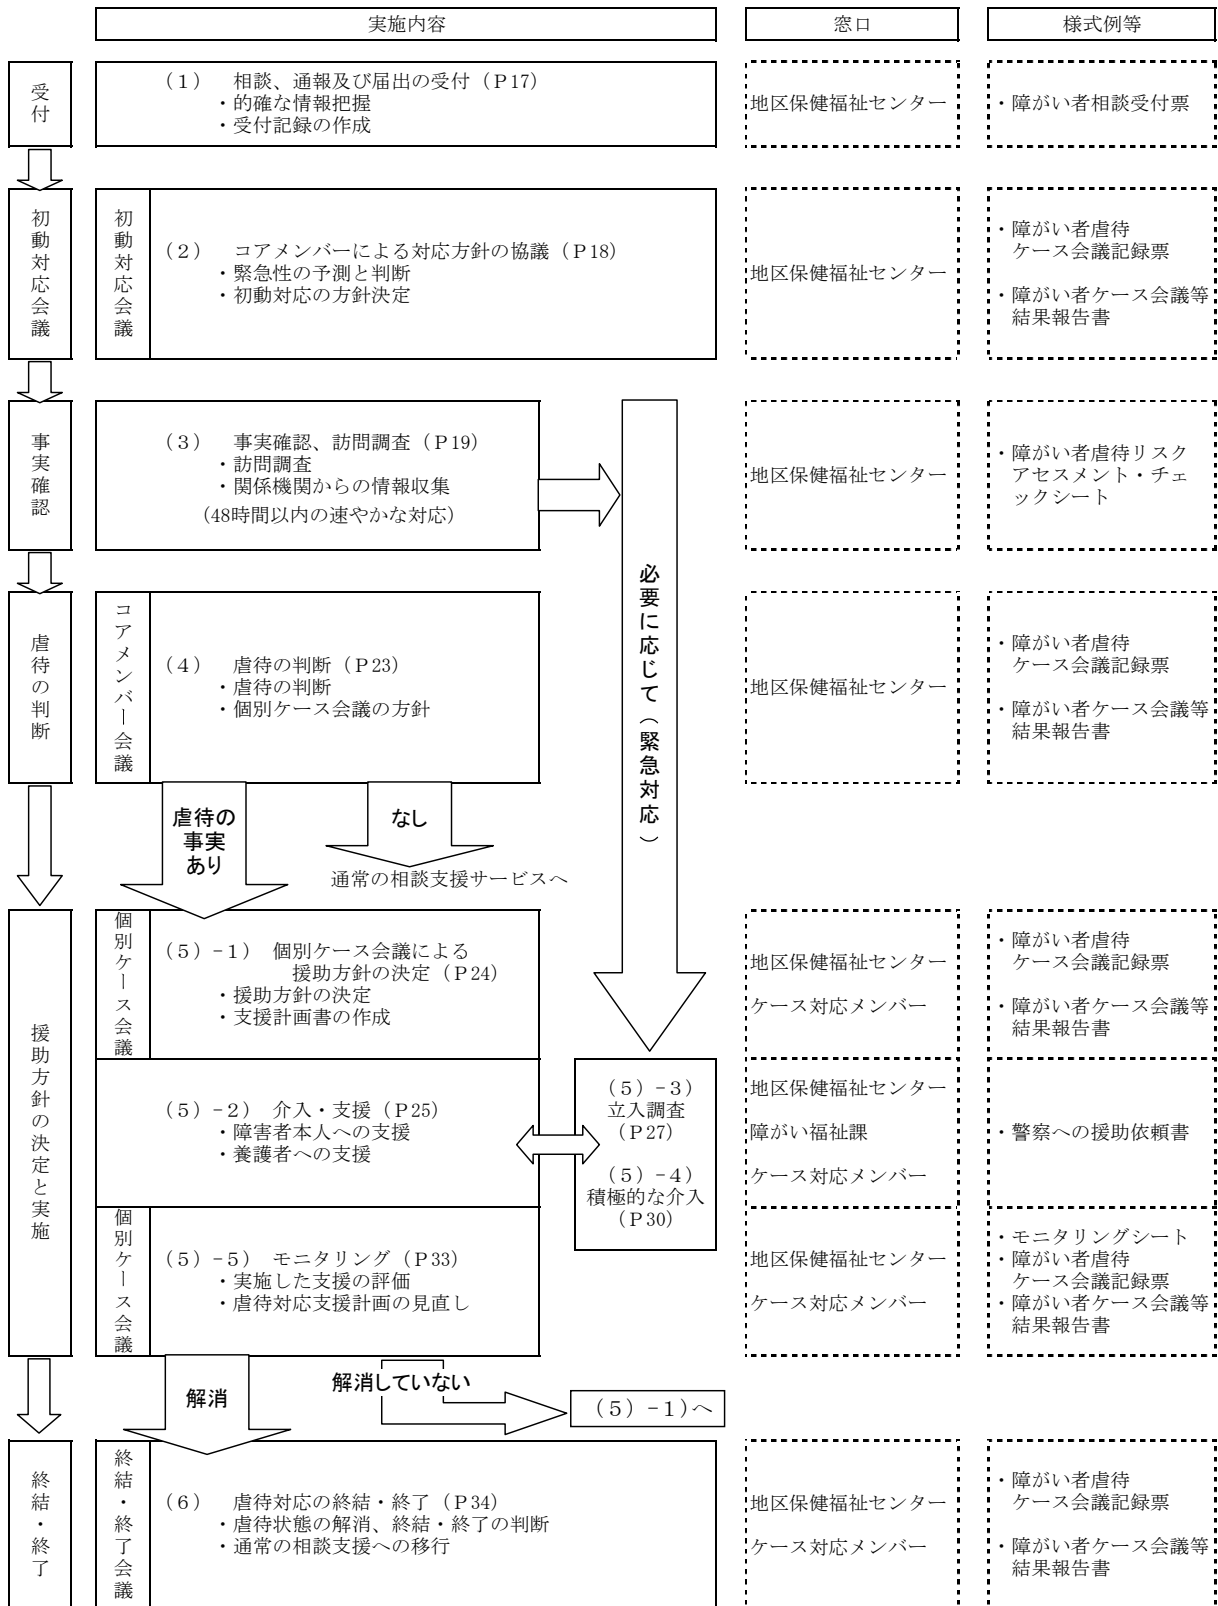 実施内容
窓口
様式例等
受付
（１）　相談、通報及び届出の受付（Ｐ17）
・的確な情報把握
・受付記録の作成
地区保健福祉センター
・障がい者相談受付票
初動対応会議
初動対応会議
（２）　コアメンバーによる対応方針の協議（Ｐ18）
・緊急性の予測と判断
・初動対応の方針決定
地区保健福祉センター
・障がい者虐待
ケース会議記録票
・障がい者ケース会議等
結果報告書
事実確認
（３）　事実確認、訪問調査（Ｐ19）
・訪問調査
・関係機関からの情報収集
（48時間以内の速やかな対応）
必要に応じて（緊急対応）
地区保健福祉センター
・障がい者虐待リスク
アセスメント・チェ
ックシート
虐待の判断
コアメンバー会議
（４）　虐待の判断（Ｐ23）
・虐待の判断
・個別ケース会議の方針
地区保健福祉センター
・障がい者虐待
ケース会議記録票
・障がい者ケース会議等
結果報告書
虐待の
事実
あり
なし
通常の相談支援サービスへ
援助方針の決定と実施
個別ケース会議
（５）-１）　個別ケース会議による
援助方針の決定（Ｐ24）
・援助方針の決定
・支援計画書の作成
地区保健福祉センター
ケース対応メンバー
・障がい者虐待
ケース会議記録票
・障がい者ケース会議等
結果報告書
（５）-２）　介入・支援（Ｐ25）
・障害者本人への支援
・養護者への支援
（５）-３）
立入調査
（Ｐ27）
（５）-４）
積極的な介入
（Ｐ30）
地区保健福祉センター
障がい福祉課
ケース対応メンバー
・警察への援助依頼書
個別ケース会議
（５）-５）　モニタリング（Ｐ33）
・実施した支援の評価
・虐待対応支援計画の見直し
地区保健福祉センター
ケース対応メンバー
・モニタリングシート
・障がい者虐待
ケース会議記録票
・障がい者ケース会議等
結果報告書
解消
解消していない
（５）-１）へ
終結・終了
終結・終了会議
（６）　虐待対応の終結・終了（Ｐ34）
・虐待状態の解消、終結・終了の判断
・通常の相談支援への移行
地区保健福祉センター
ケース対応メンバー
・障がい者虐待
ケース会議記録票
・障がい者ケース会議等
結果報告書